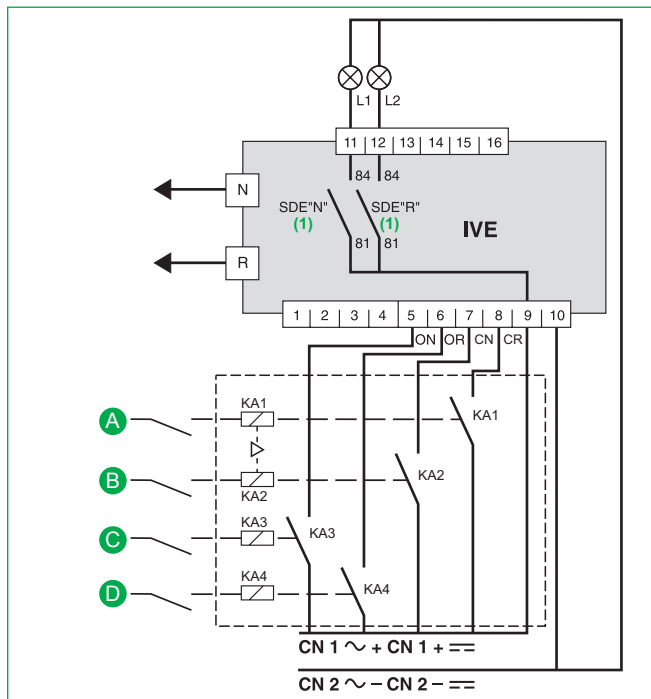 L1 L2
11 12 13 14 15 16
84 84
N
SDE"N" SDE"R"
(1) (1)
IVE
81 81
R
1 2 3 4 5 6 7 8 9 10
ON OR CN CR
KA1
A
KA1
B
KA2
KA2
KA3
C
KA3
D
KA4
KA4
CN 1 ∼ + CN 1 + ⎓
CN 2 ∼ – CN 2 – ⎓